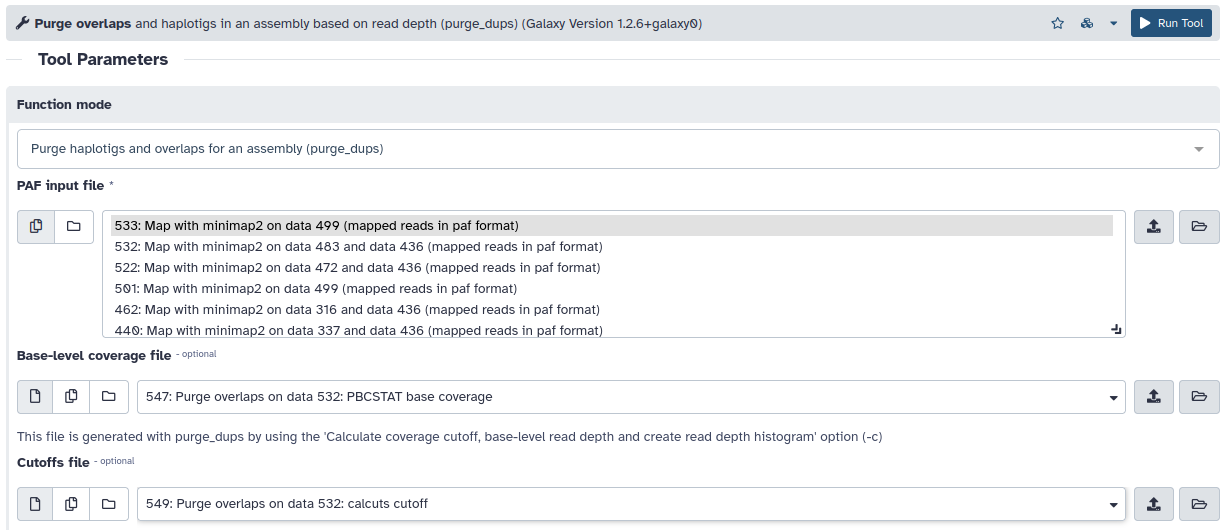 Purge overlaps and haplotigs in an assembly based on read depth (purge_dups) (Galaxy Version 1.2.6+galaxy0)
Run Tool
Tool Parameters
Function mode
Purge haplotigs and overlaps for an assembly (purge_dups)
PAF input file *
533: Map with minimap2 on data 499 (mapped reads in paf format)
532: Map with minimap2 on data 483 and data 436 (mapped reads in paf format)
522: Map with minimap2 on data 472 and data 436 (mapped reads in paf format)
501: Map with minimap2 on data 499 (mapped reads in paf format)
462: Map with minimap2 on data 316 and data 436 (mapped reads in paf format)
440: Map with minimap2 on data 337 and data 436 (mapped reads in paf format)
Base-level coverage file - optional
547: Purge overlaps on data 532: PBCSTAT base coverage
This file is generated with purge_dups by using the 'Calculate coverage cutoff, base-level read depth and create read depth histogram' option (-c)
Cutoffs file - optional
549: Purge overlaps on data 532: calcuts cutoff